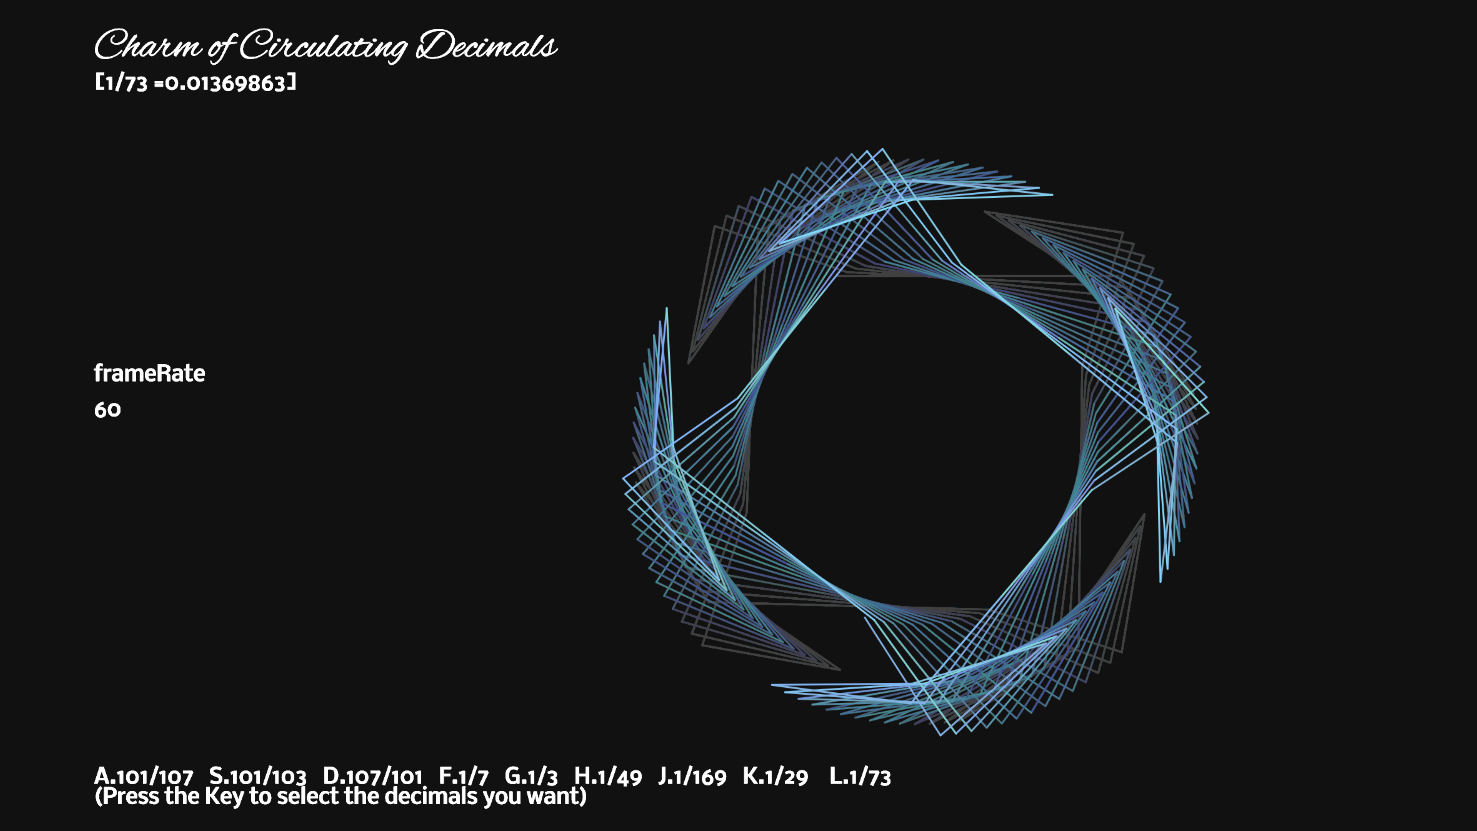 Charm of Circulating Decimals
[1/73 =0.01369863]
frameRate
60
A.101/107 S.101/103 D.107/101 F.1/7 G.1/3 H.1/49 J.1/169 K.1/29 L.1/73
(Press the Key to select the decimals you want)